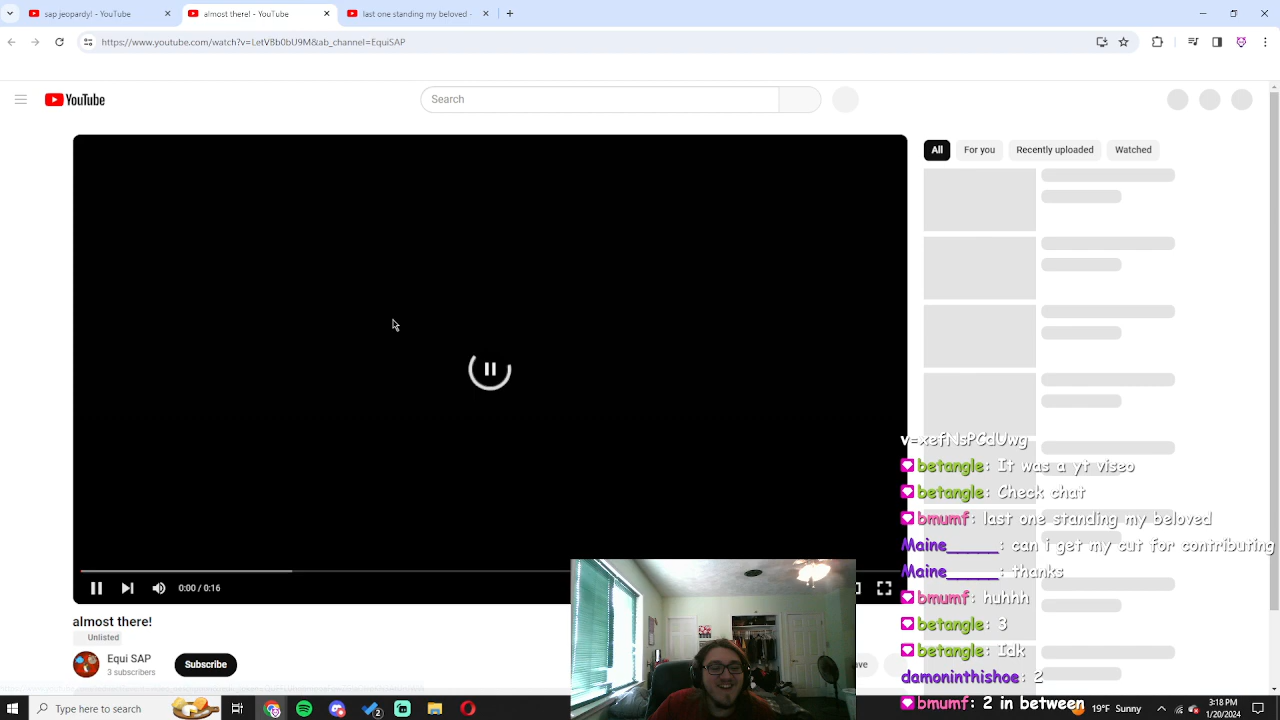 sap jeopardy! - YouTube
almost there! - YouTube
last one standing my beloved -
https://www.youtube.com/watch?v=LetVBb0bU9M&ab_channel=EquiSAP
YouTube
Search
All
For you
Recently uploaded
Watched
v=xefNsPCdUwg
betangle: It was a yt viseo
betangle: Check chat
bmumf: last one standing my beloved
Maine_____: can i get my cut for contributing
Maine_____: thanks
bmumf: huhhh
betangle: 3
betangle: Idk
damoninthishoe: 2
bmumf: 2 in between
0:00 / 0:16
almost there!
Unlisted
Equi SAP
3 subscribers
Subscribe
Type here to search
19°F Sunny
3:18 PM
1/20/2024